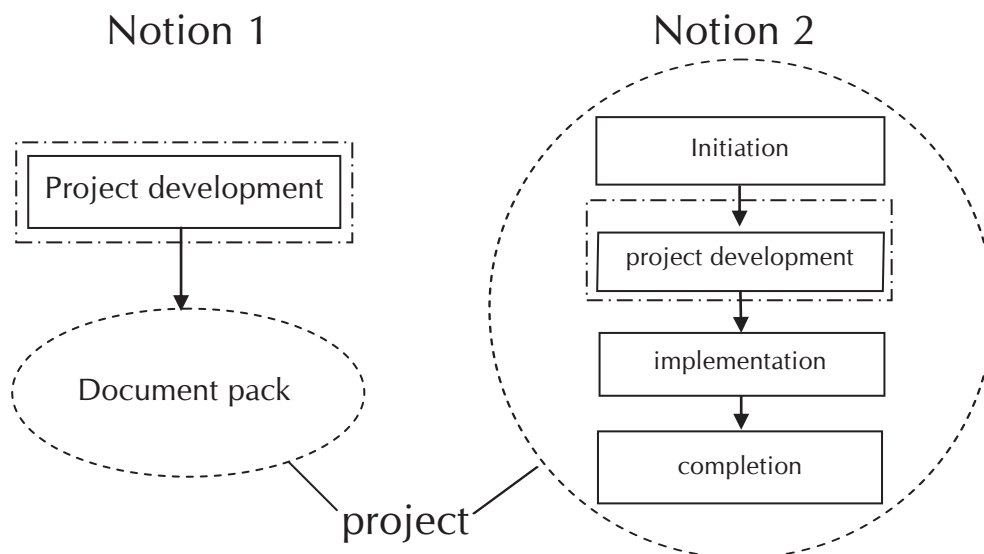 Notion 1
Project development
Document pack
Notion 2
Initiation
project development
implementation
completion
project